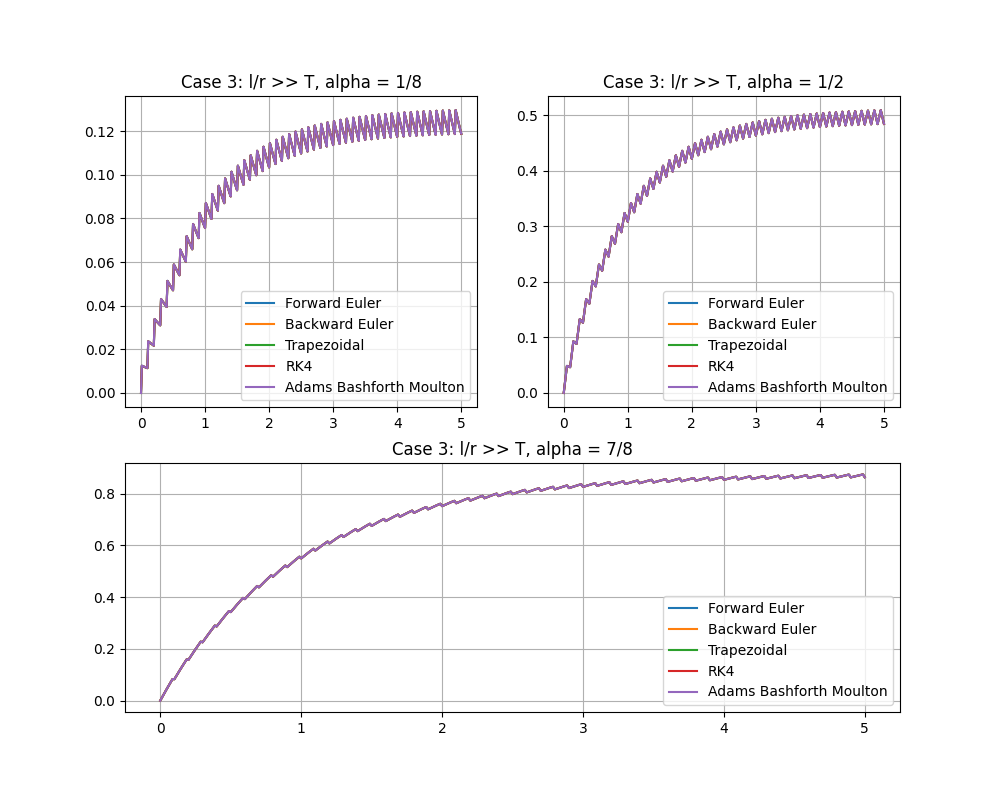 Case 3: l/r >> T, alpha = 1/8
0.12
0.10
0.08
0.06
0.04
0.02
0.00
0 1 2 3 4 5
Forward Euler
Backward Euler
Trapezoidal
RK4
Adams Bashforth Moulton
Case 3: l/r >> T, alpha = 1/2
0.5
0.4
0.3
0.2
0.1
0.0
0 1 2 3 4 5
Forward Euler
Backward Euler
Trapezoidal
RK4
Adams Bashforth Moulton
Case 3: l/r >> T, alpha = 7/8
0.8
0.6
0.4
0.2
0.0
0 1 2 3 4 5
Forward Euler
Backward Euler
Trapezoidal
RK4
Adams Bashforth Moulton